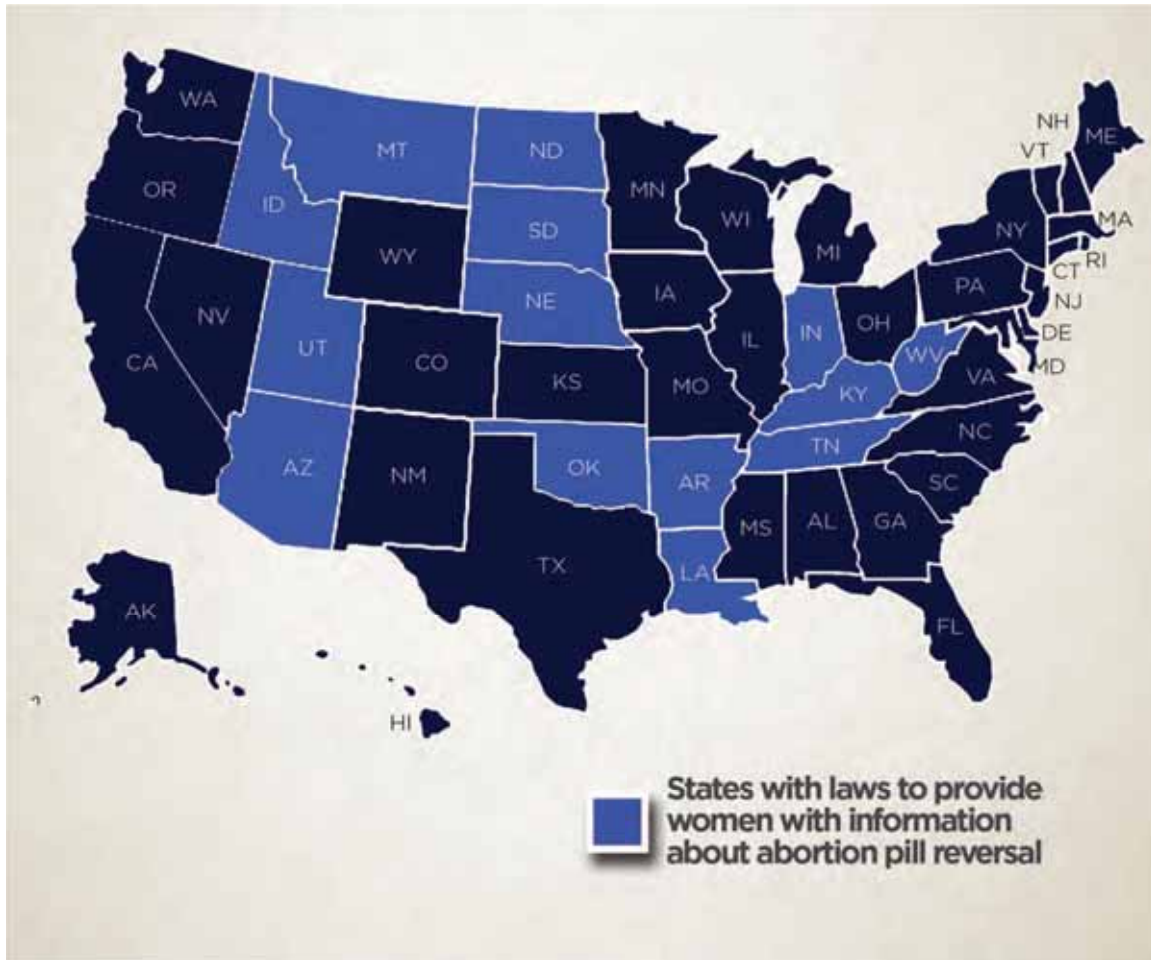 WA
MT
ND
MN
NH
VT
ME
OR
ID
SD
WI
MI
NY
MA
WY
RI
CT
NV
UT
CO
NE
IA
IL
IN
OH
PA
NJ
CA
KS
MO
KY
WV
VA
DE
MD
AZ
NM
OK
AR
TN
NC
SC
TX
LA
MS
AL
GA
FL
AK
HI
States with laws to provide
women with information
about abortion pill reversal